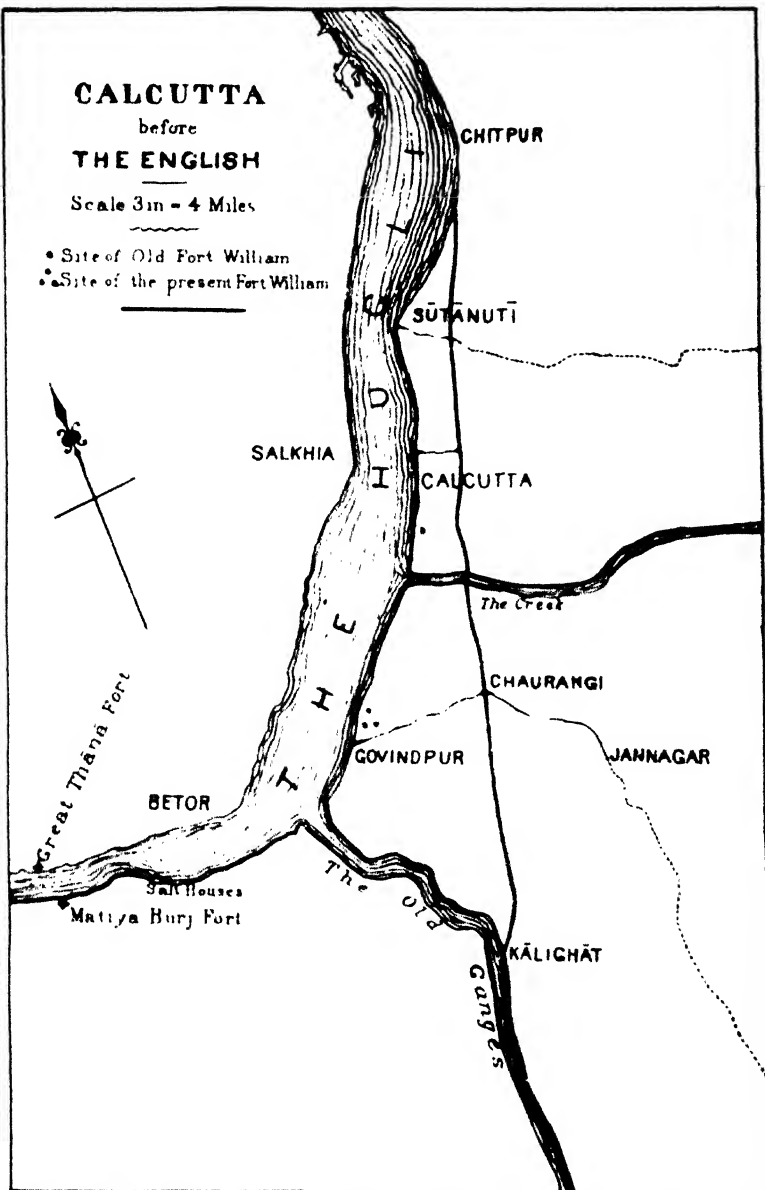 CALCUTTA
before
THE ENGLISH
Scale 3in = 4 Miles
Site of Old Fort William
Site of the present Fort William
CHITPUR
SŪTĀNUTĪ
SALKHIA
CALCUTTA
The Creek
CHAURANGI
JANNAGAR
GOVINDPUR
BETOR
Great Thānā Fort
Salt Houses
Matiya Burj Fort
THE HUGLI
The Old Ganges
KĀLIGHĀT